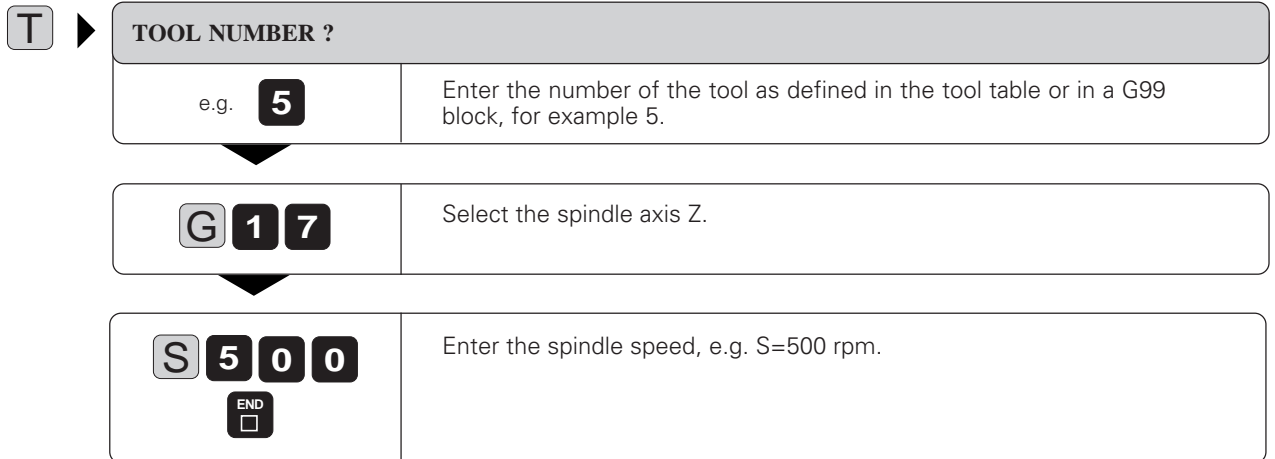 T
TOOL NUMBER ?
e.g. 5
Enter the number of the tool as defined in the tool table or in a G99
block, for example 5.
G 1 7
Select the spindle axis Z.
S 5 0 0
Enter the spindle speed, e.g. S=500 rpm.
END